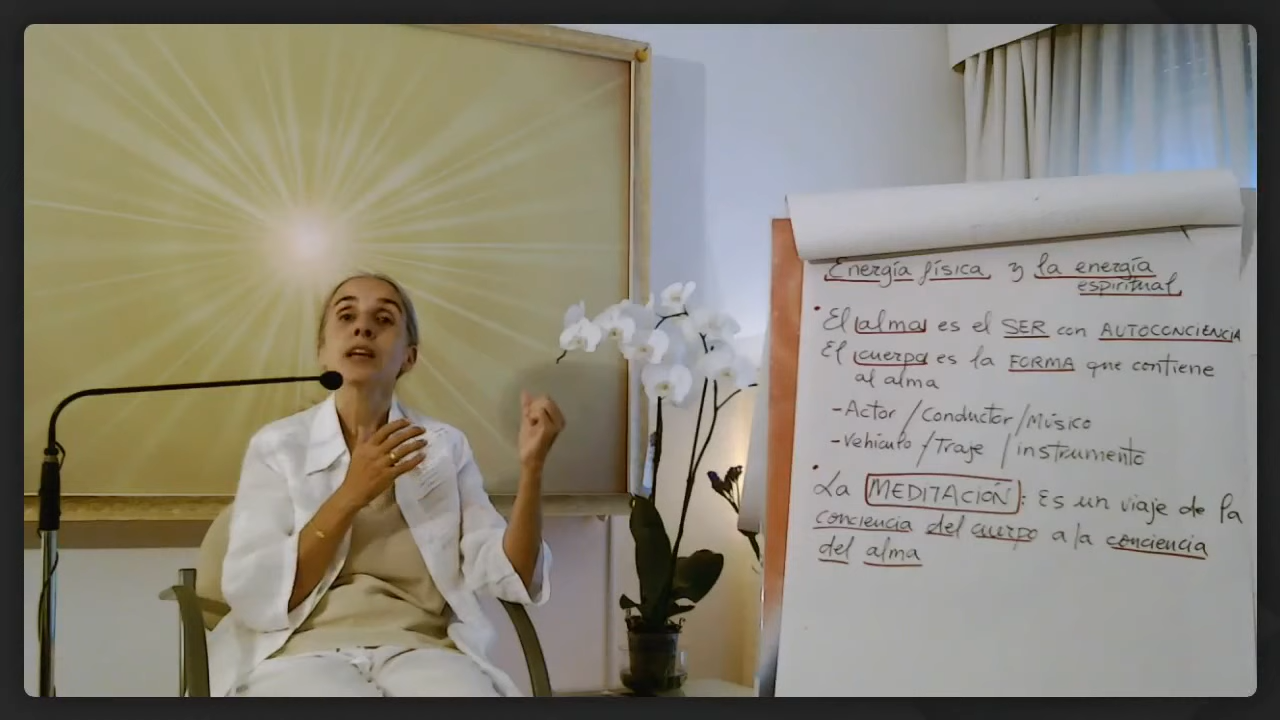 Energía física y la energía
espiritual
• El alma es el SER con AUTOCONCIENCIA
El cuerpo es la FORMA que contiene
al alma
- Actor / Conductor / Músico
- Vehículo / Traje / instrumento
• La MEDITACIÓN: Es un viaje de la
conciencia del cuerpo a la conciencia
del alma